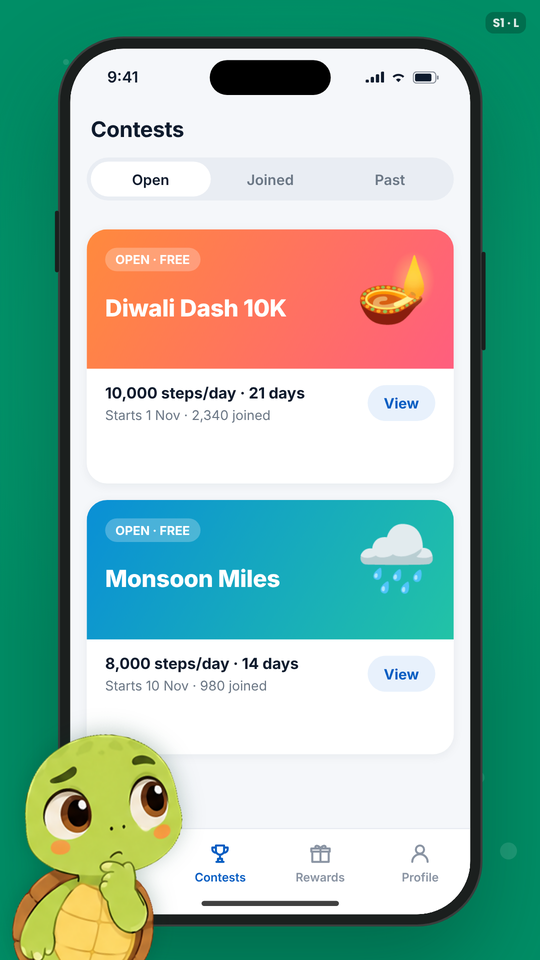 S1 · L
9:41
Contests
Open
Joined
Past
OPEN · FREE
Diwali Dash 10K
10,000 steps/day · 21 days
Starts 1 Nov · 2,340 joined
View
OPEN · FREE
Monsoon Miles
8,000 steps/day · 14 days
Starts 10 Nov · 980 joined
View
Contests
Rewards
Profile